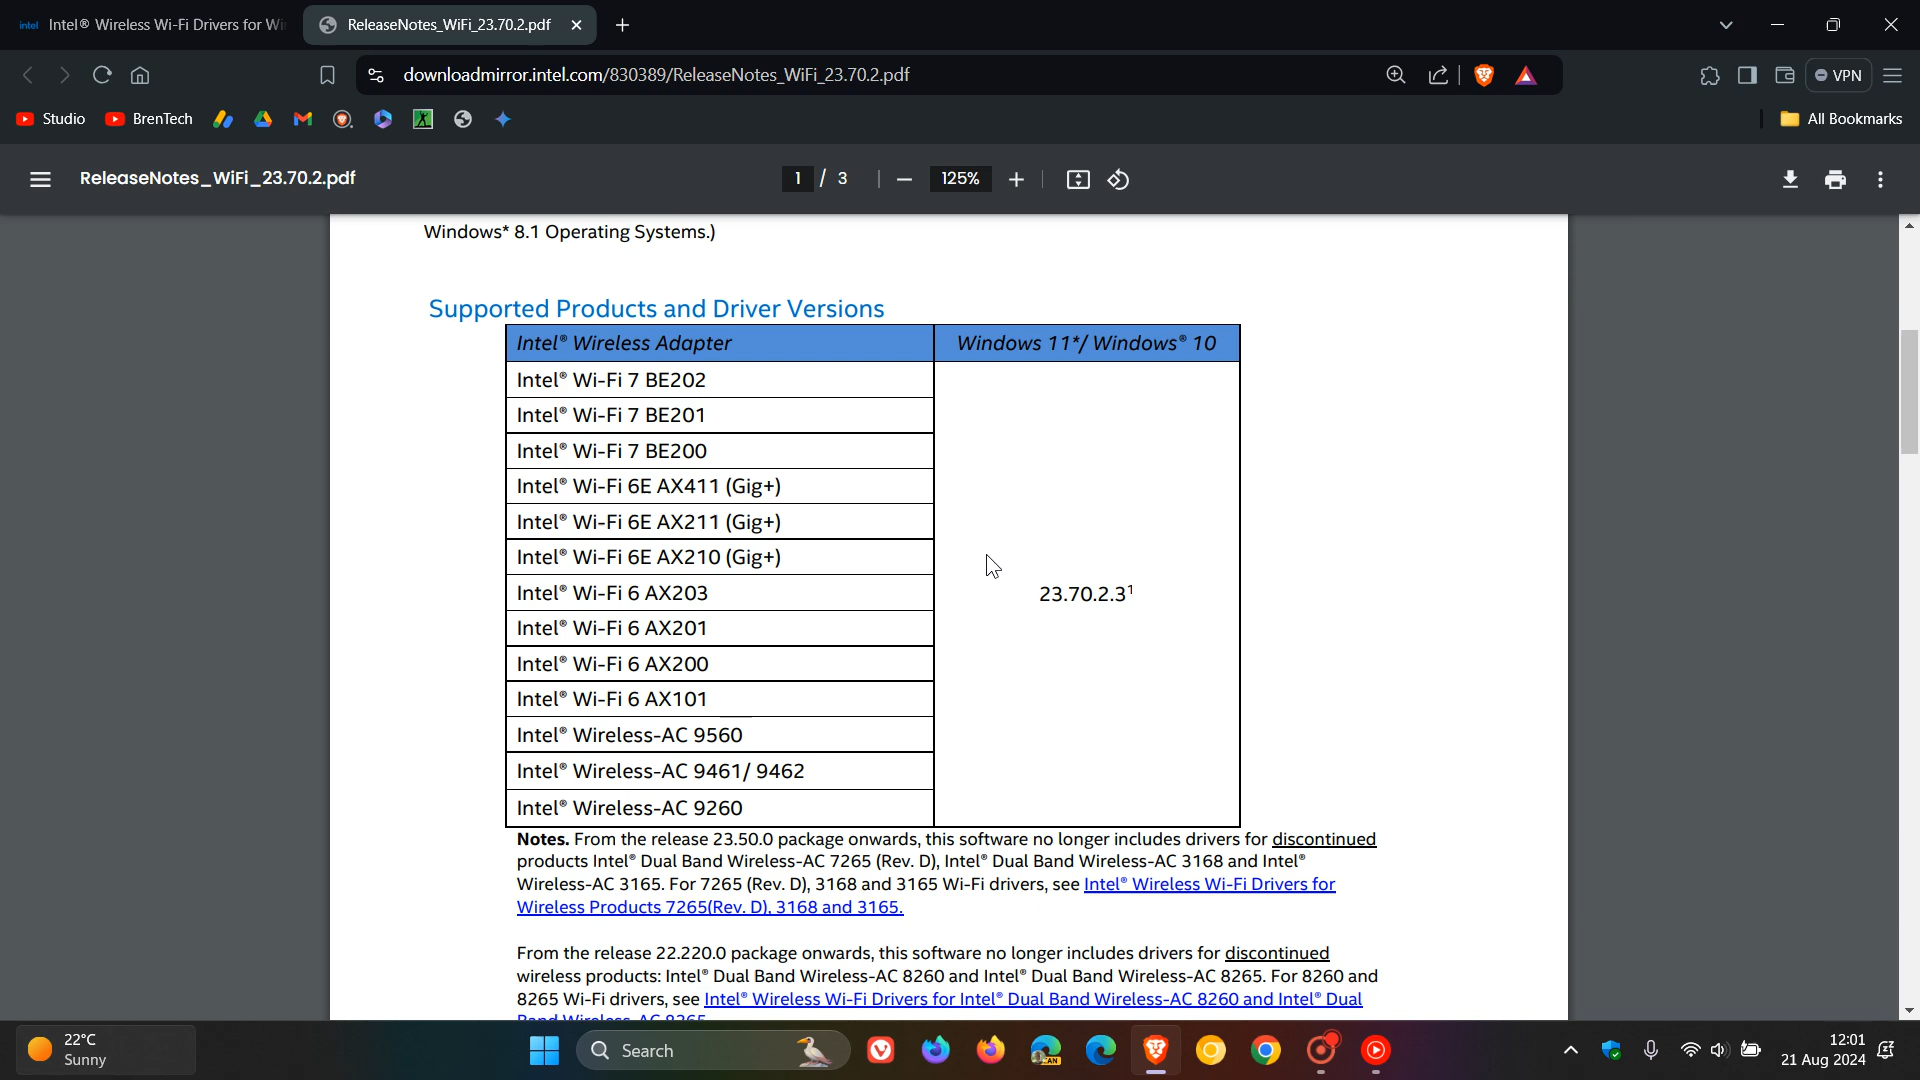 intel Intel® Wireless Wi-Fi Drivers for Wi
ReleaseNotes_WiFi_23.70.2.pdf
downloadmirror.intel.com/830389/ReleaseNotes_WiFi_23.70.2.pdf
VPN
Studio
BrenTech
All Bookmarks
ReleaseNotes_WiFi_23.70.2.pdf
1 / 3
125%
Windows* 8.1 Operating Systems.)
Supported Products and Driver Versions
Intel® Wireless Adapter
Windows 11*/ Windows® 10
Intel® Wi-Fi 7 BE202
Intel® Wi-Fi 7 BE201
Intel® Wi-Fi 7 BE200
Intel® Wi-Fi 6E AX411 (Gig+)
Intel® Wi-Fi 6E AX211 (Gig+)
Intel® Wi-Fi 6E AX210 (Gig+)
Intel® Wi-Fi 6 AX203
23.70.2.3¹
Intel® Wi-Fi 6 AX201
Intel® Wi-Fi 6 AX200
Intel® Wi-Fi 6 AX101
Intel® Wireless-AC 9560
Intel® Wireless-AC 9461/ 9462
Intel® Wireless-AC 9260
Notes. From the release 23.50.0 package onwards, this software no longer includes drivers for discontinued
products Intel® Dual Band Wireless-AC 7265 (Rev. D), Intel® Dual Band Wireless-AC 3168 and Intel®
Wireless-AC 3165. For 7265 (Rev. D), 3168 and 3165 Wi-Fi drivers, see Intel® Wireless Wi-Fi Drivers for
Wireless Products 7265(Rev. D), 3168 and 3165.
From the release 22.220.0 package onwards, this software no longer includes drivers for discontinued
wireless products: Intel® Dual Band Wireless-AC 8260 and Intel® Dual Band Wireless-AC 8265. For 8260 and
8265 Wi-Fi drivers, see Intel® Wireless Wi-Fi Drivers for Intel® Dual Band Wireless-AC 8260 and Intel® Dual
Band Wireless-AC 8265.
22°C
Sunny
Search
CAN
12:01
21 Aug 2024